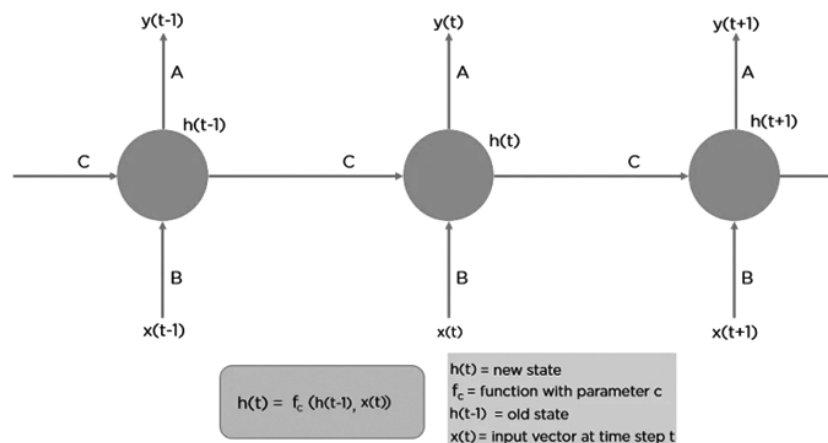 y(t-1) y(t) y(t+1)
A A A
h(t-1) h(t) h(t+1)
C C C
B B B
x(t-1) x(t) x(t+1)
h(t) = f_c (h(t-1), x(t))
h(t) = new state
f_c = function with parameter c
h(t-1) = old state
x(t) = input vector at time step t